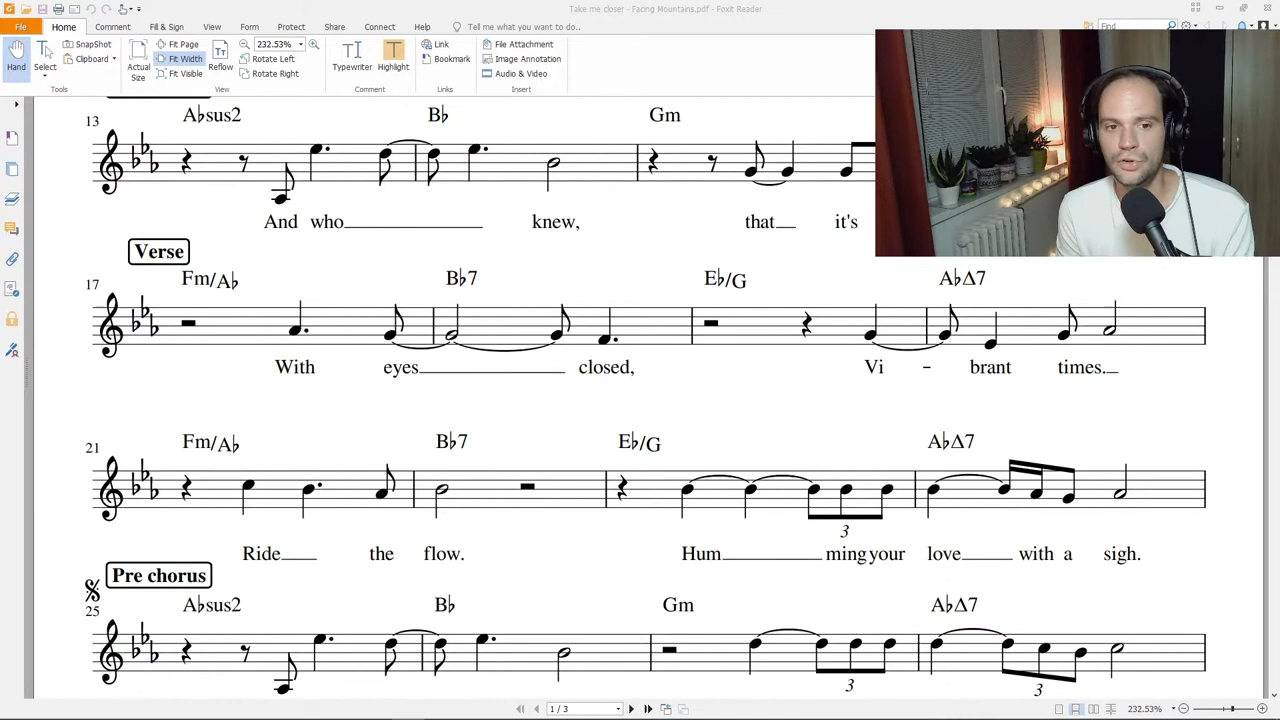 Take me closer - Facing Mountains.pdf - Foxit Reader
File Home Comment Fill & Sign View Form Protect Share Connect Help Tell me what you want to do.. Find
Hand
Select
SnapShot
Clipboard
Tools
Actual Size
Fit Page
Fit Width
Fit Visible
Reflow
232.53%
Rotate Left
Rotate Right
View
Typewriter
Highlight
Comment
Link
Bookmark
Links
File Attachment
Image Annotation
Audio & Video
Insert
A♭sus2 B♭ Gm
13
And who knew, that it's
Verse
Fm/A♭ B♭7 E♭/G A♭Δ7
17
With eyes closed, Vi - brant times.
Fm/A♭ B♭7 E♭/G A♭Δ7
21
3
Ride the flow. Hum ming your love with a sigh.
Pre chorus
A♭sus2 B♭ Gm A♭Δ7
25
3 3
1 / 3
232.53%